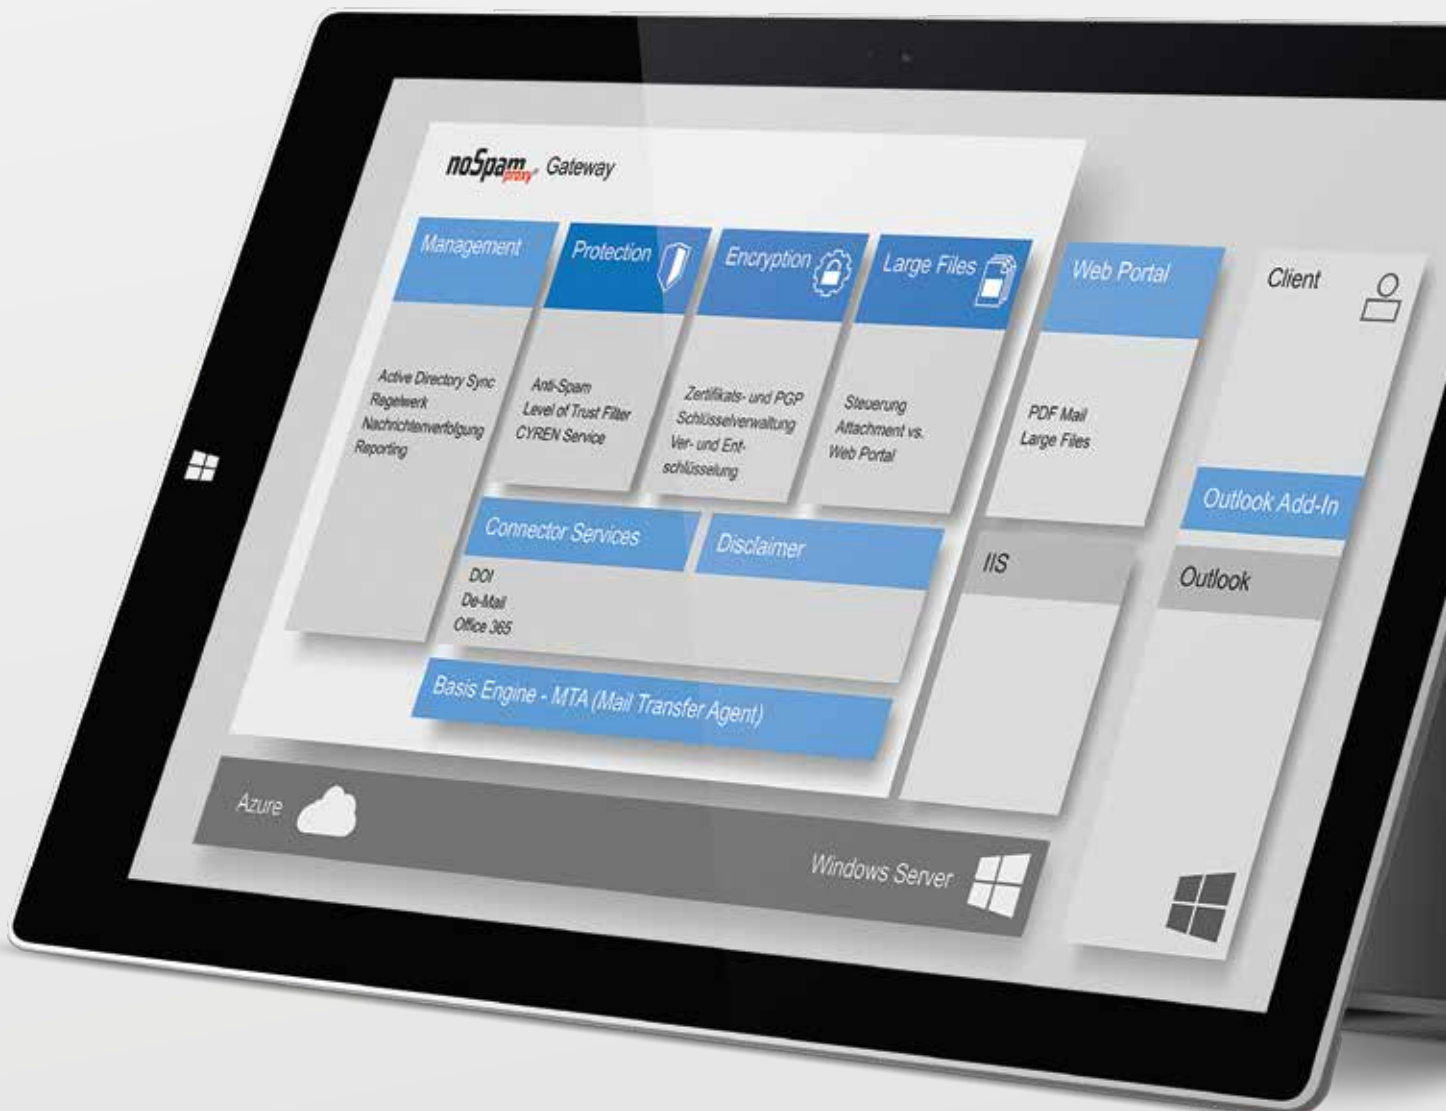 noSpam proxy® Gateway
Management
Active Directory Sync
Regelwerk
Nachrichtenverfolgung
Reporting
Protection
Anti-Spam
Level of Trust Filter
CYREN Service
Encryption
Zertifikats- und PGP
Schlüsselverwaltung
Ver- und Ent-
schlüsselung
Large Files
Steuerung
Attachment vs.
Web Portal
Connector Services
DOI
De-Mail
Office 365
Disclaimer
Basis Engine - MTA (Mail Transfer Agent)
Web Portal
PDF Mail
Large Files
IIS
Client
Outlook Add-In
Outlook
Azure
Windows Server